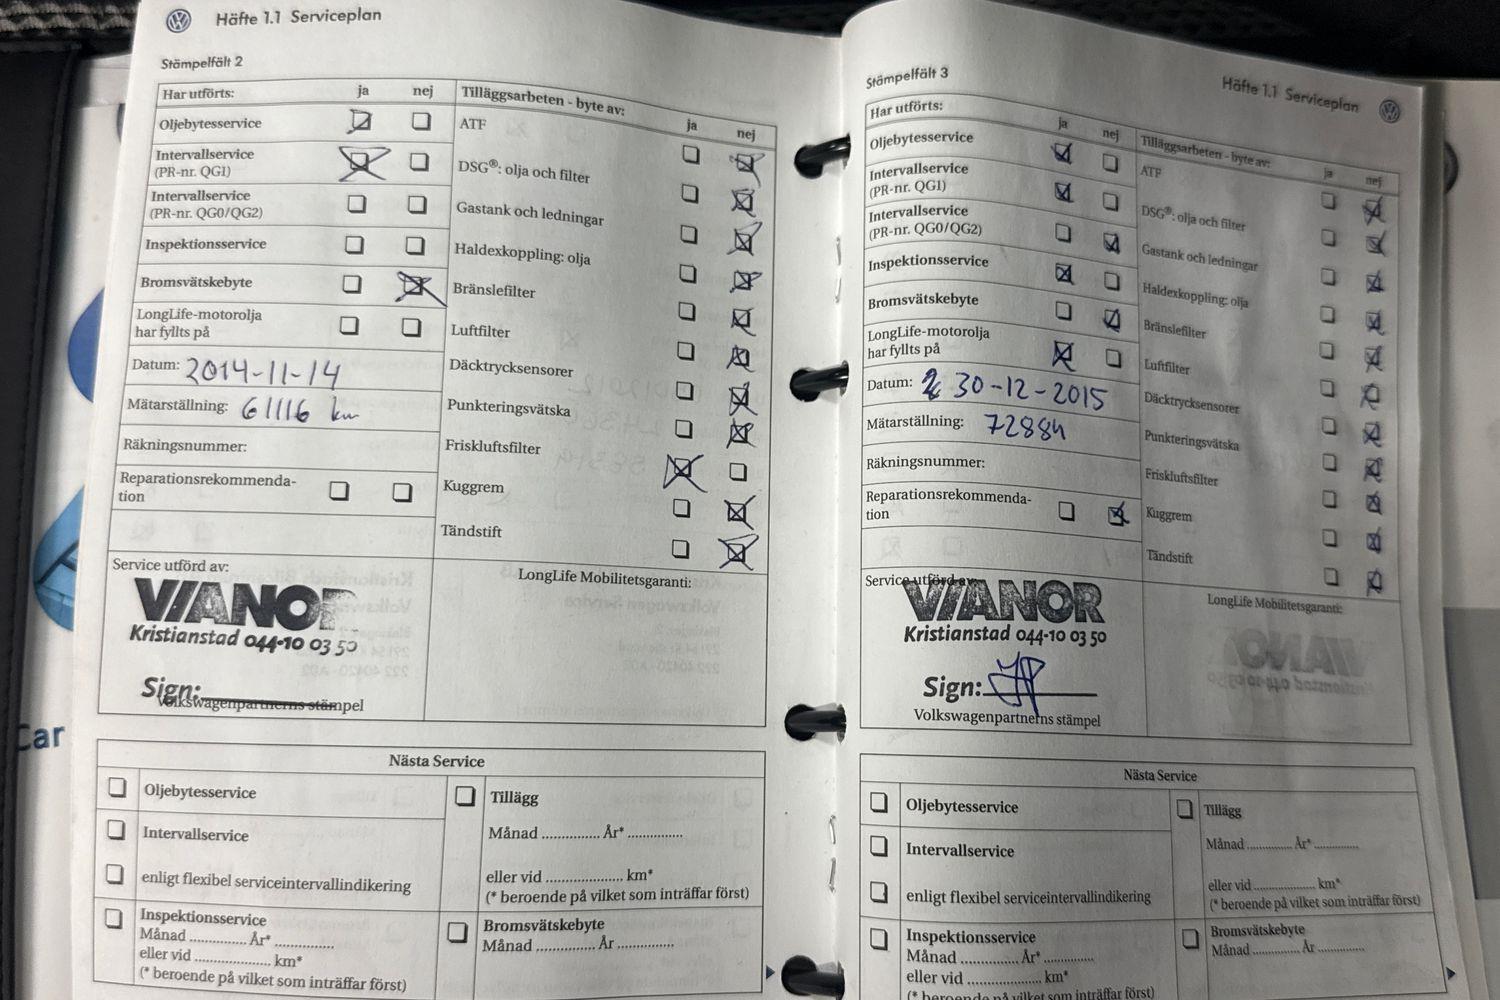 Häfte 1.1 Serviceplan
Stämpelfält 2
Har utförts: ja nej
Oljebytesservice
Intervallservice
(PR-nr. QG1)
Intervallservice
(PR-nr. QG0/QG2)
Inspektionsservice
Bromsvätskebyte
LongLife-motorolja
har fyllts på
Datum: 2014-11-14
Mätarställning: 61116 km
Räkningsnummer:
Reparationsrekommenda-
tion
Tilläggsarbeten - byte av: ja nej
ATF
DSG®: olja och filter
Gastank och ledningar
Haldexkoppling: olja
Bränslefilter
Luftfilter
Däcktrycksensorer
Punkteringsvätska
Friskluftsfilter
Kuggrem
Tändstift
Service utförd av:
VIANOR
Kristianstad 044-10 03 50
Sign:
Volkswagenpartnerns stämpel
LongLife Mobilitetsgaranti:
Nästa Service
Oljebytesservice
Intervallservice
enligt flexibel serviceintervallindikering
Inspektionsservice
Månad .............. År* ...............
eller vid .................... km*
(* beroende på vilket som inträffar först)
Tillägg
Månad .............. År* ..............
eller vid .................... km*
(* beroende på vilket som inträffar först)
Bromsvätskebyte
Månad .............. År ..............
Stämpelfält 3
Häfte 1.1 Serviceplan
Har utförts: ja nej
Oljebytesservice
Intervallservice
(PR-nr. QG1)
Intervallservice
(PR-nr. QG0/QG2)
Inspektionsservice
Bromsvätskebyte
LongLife-motorolja
har fyllts på
Datum: 30-12-2015
Mätarställning: 72884
Räkningsnummer:
Reparationsrekommenda-
tion
Tilläggsarbeten - byte av: ja nej
ATF
DSG®: olja och filter
Gastank och ledningar
Haldexkoppling: olja
Bränslefilter
Luftfilter
Däcktrycksensorer
Punkteringsvätska
Friskluftsfilter
Kuggrem
Tändstift
Service utförd av:
VIANOR
Kristianstad 044-10 03 50
Sign:
Volkswagenpartnerns stämpel
LongLife Mobilitetsgaranti:
Nästa Service
Oljebytesservice
Intervallservice
enligt flexibel serviceintervallindikering
Inspektionsservice
Månad .............. År* ..............
eller vid .................... km*
(* beroende på vilket som inträffar först)
Tillägg
Månad .............. År* ..............
eller vid .................... km*
(* beroende på vilket som inträffar först)
Bromsvätskebyte
Månad .............. År ..............
Car